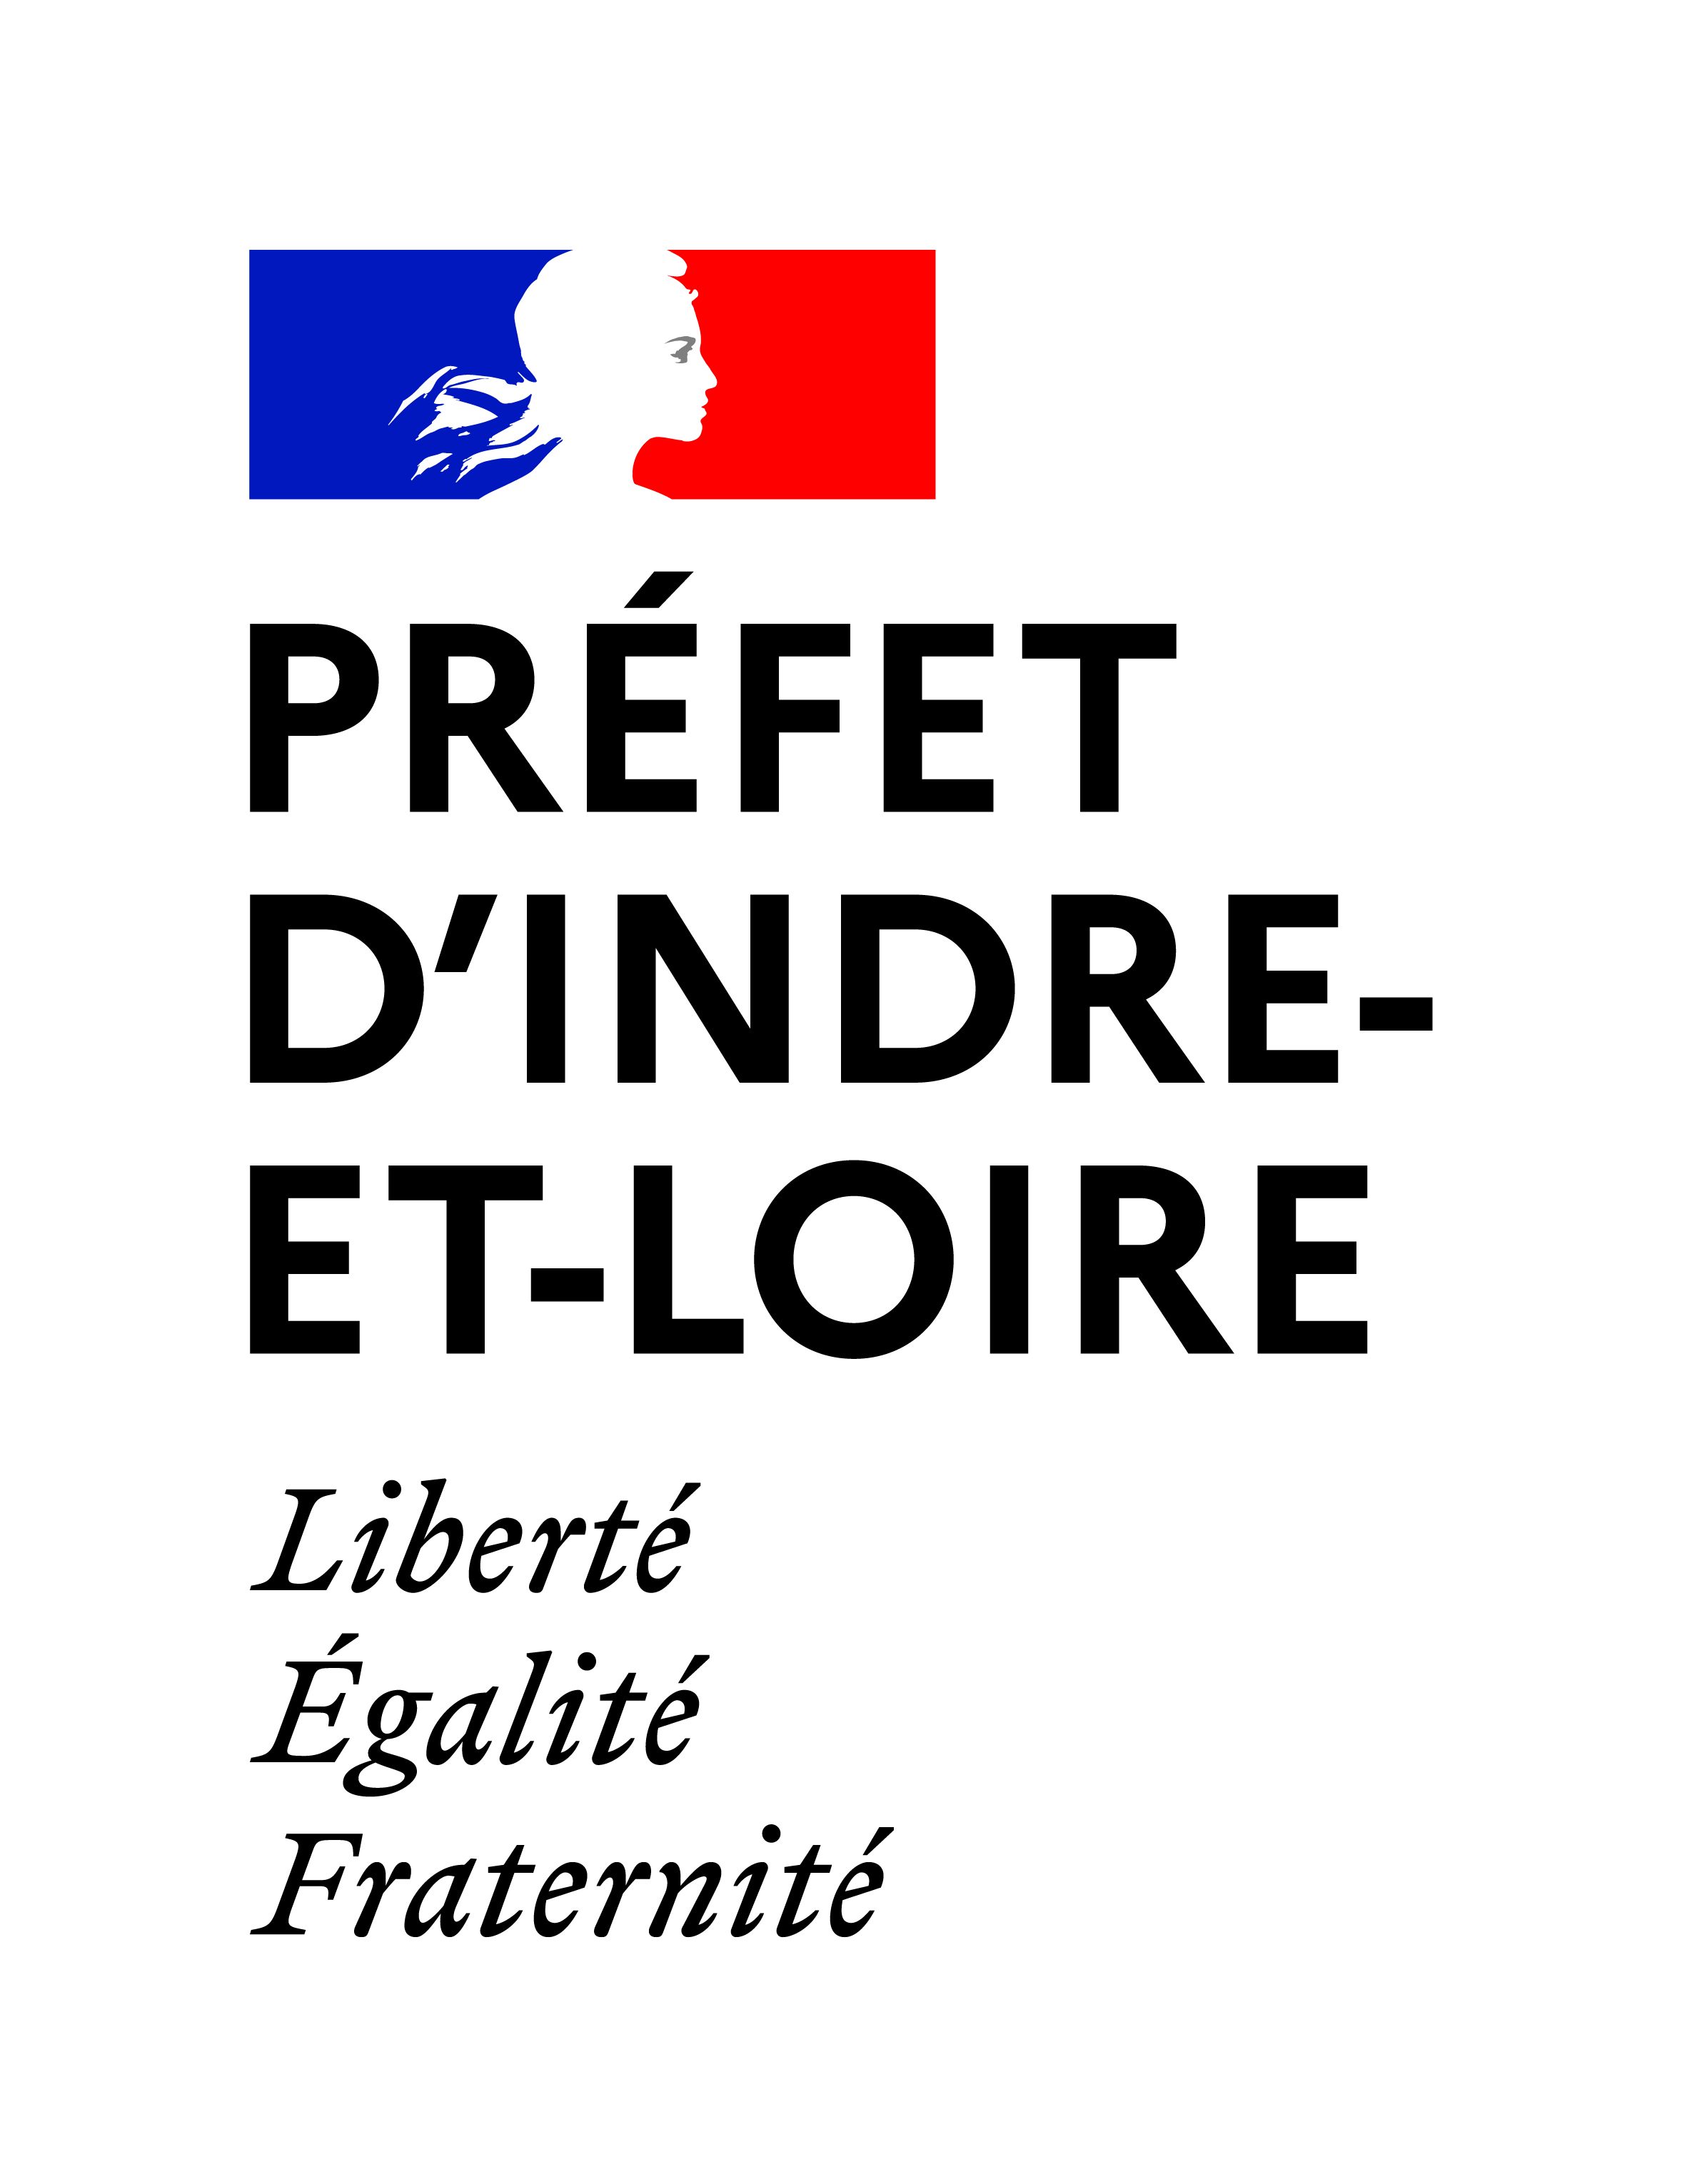 PRÉFET
D’INDRE-
ET-LOIRE
Liberté
Égalité
Fraternité